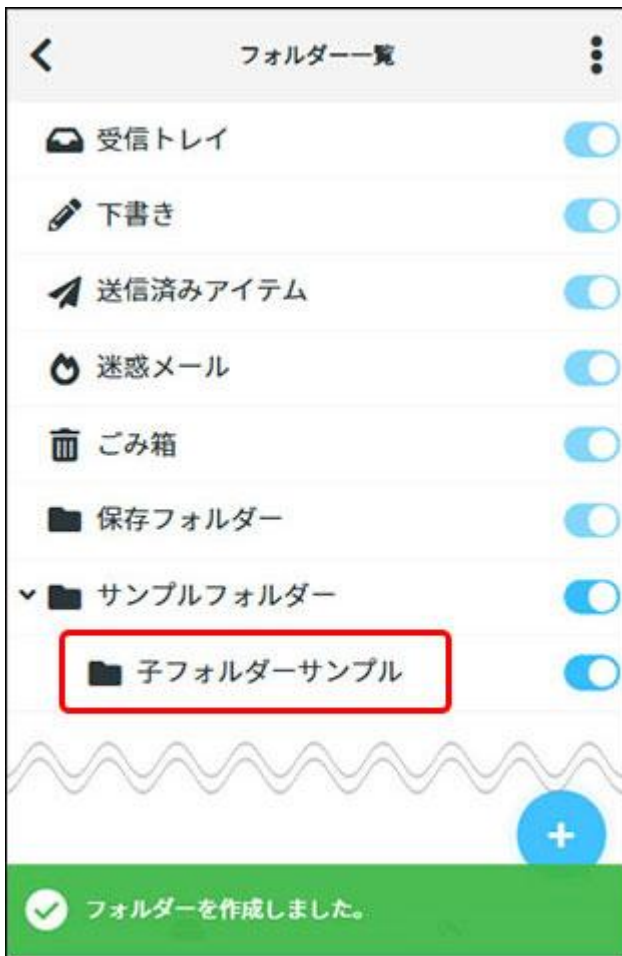 フォルダー一覧
受信トレイ
下書き
送信済みアイテム
迷惑メール
ごみ箱
保存フォルダー
サンプルフォルダー
子フォルダーサンプル
フォルダーを作成しました。